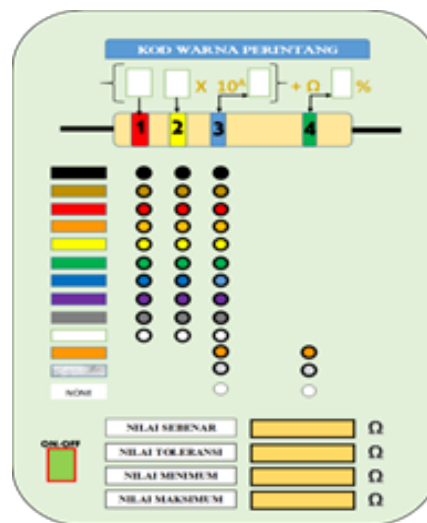 KOD WARNA PERINTANG
X 10^ + Ω %
1 2 3 4
NONE
ON-OFF
NILAI SEBENAR Ω
NILAI TOLERANSI Ω
NILAI MINIMUM Ω
NILAI MAKSIMUM Ω